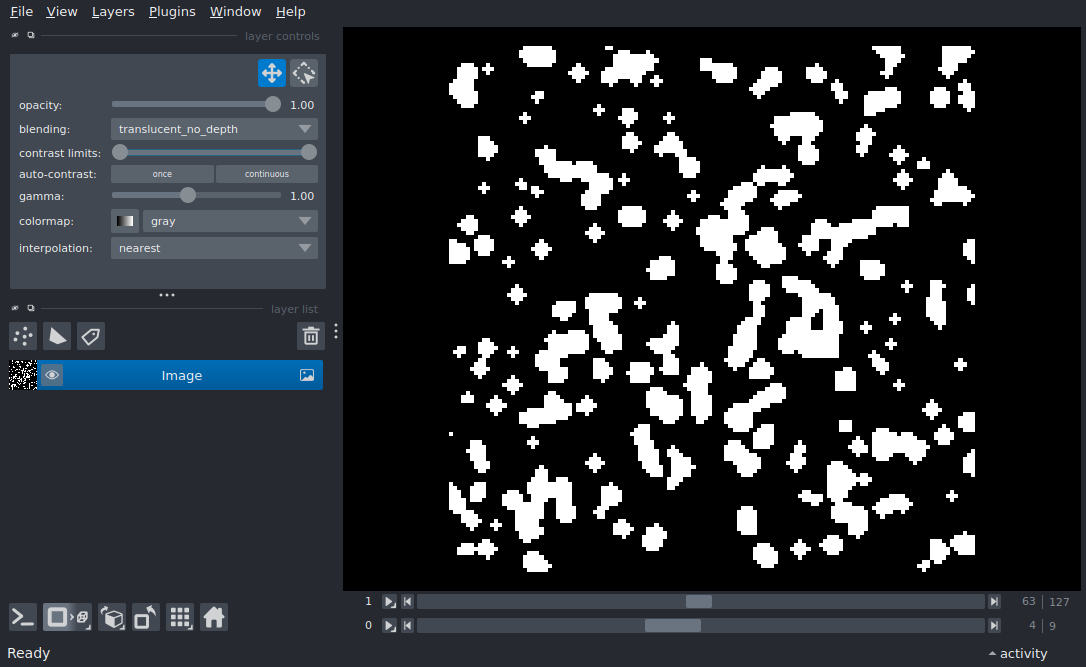 File View Layers Plugins Window Help
layer controls
opacity: 1.00
blending: translucent_no_depth
contrast limits:
auto-contrast: once continuous
gamma: 1.00
colormap: gray
interpolation: nearest
layer list
Image
1 63 127
0 4 9
Ready activity